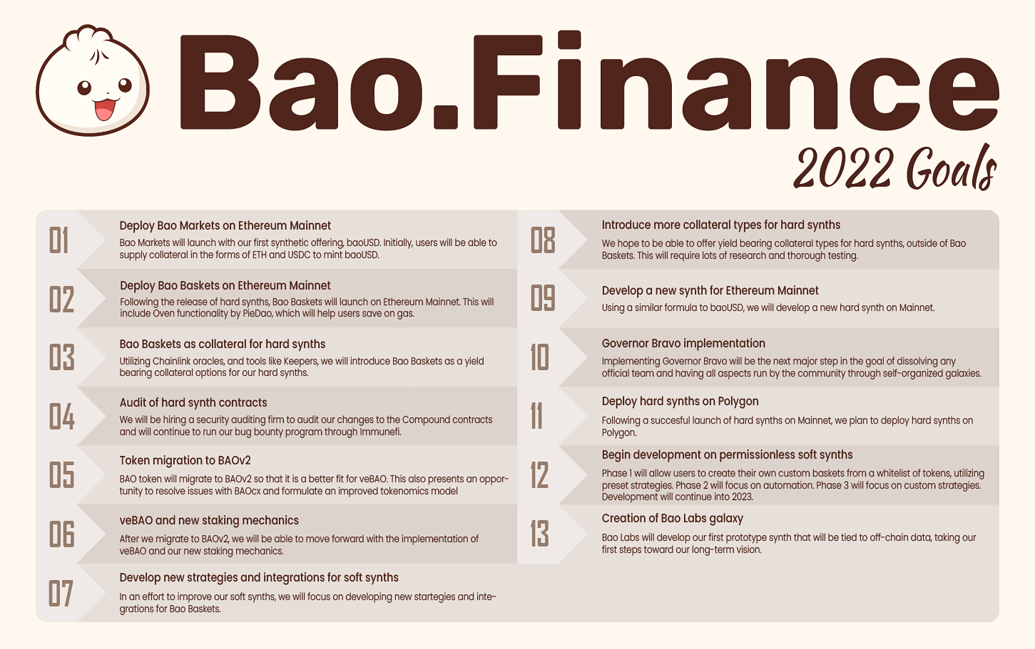 Bao.Finance
2022 Goals
01
Deploy Bao Markets on Ethereum Mainnet
Bao Markets will launch with our first synthetic offering, baoUSD. Initially, users will be able to
supply collateral in the forms of ETH and USDC to mint baoUSD.
02
Deploy Bao Baskets on Ethereum Mainnet
Following the release of hard synths, Bao Baskets will launch on Ethereum Mainnet. This will
include Oven functionality by PieDao, which will help users save on gas.
03
Bao Baskets as collateral for hard synths
Utilizing Chainlink oracles, and tools like Keepers, we will introduce Bao Baskets as a yield
bearing collateral options for our hard synths.
04
Audit of hard synth contracts
We will be hiring a security auditing firm to audit our changes to the Compound contracts
and will continue to run our bug bounty program through Immunefi.
05
Token migration to BAOv2
BAO token will migrate to BAOv2 so that it is a better fit for veBAO. This also presents an oppor-
tunity to resolve issues with BAOcx and formulate an improved tokenomics model
06
veBAO and new staking mechanics
After we migrate to BAOv2, we will be able to move forward with the implementation of
veBAO and our new staking mechanics.
07
Develop new strategies and integrations for soft synths
In an effort to improve our soft synths, we will focus on developing new startegies and inte-
grations for Bao Baskets.
08
Introduce more collateral types for hard synths
We hope to be able to offer yield bearing collateral types for hard synths, outside of Bao
Baskets. This will require lots of research and thorough testing.
09
Develop a new synth for Ethereum Mainnet
Using a similar formula to baoUSD, we will develop a new hard synth on Mainnet.
10
Governor Bravo implementation
Implementing Governor Bravo will be the next major step in the goal of dissolving any
official team and having all aspects run by the community through self-organized galaxies.
11
Deploy hard synths on Polygon
Following a succesful launch of hard synths on Mainnet, we plan to deploy hard synths on
Polygon.
12
Begin development on permissionless soft synths
Phase 1 will allow users to create their own custom baskets from a whitelist of tokens, utilizing
preset strategies. Phase 2 will focus on automation. Phase 3 will focus on custom strategies.
Development will continue into 2023.
13
Creation of Bao Labs galaxy
Bao Labs will develop our first prototype synth that will be tied to off-chain data, taking our
first steps toward our long-term vision.